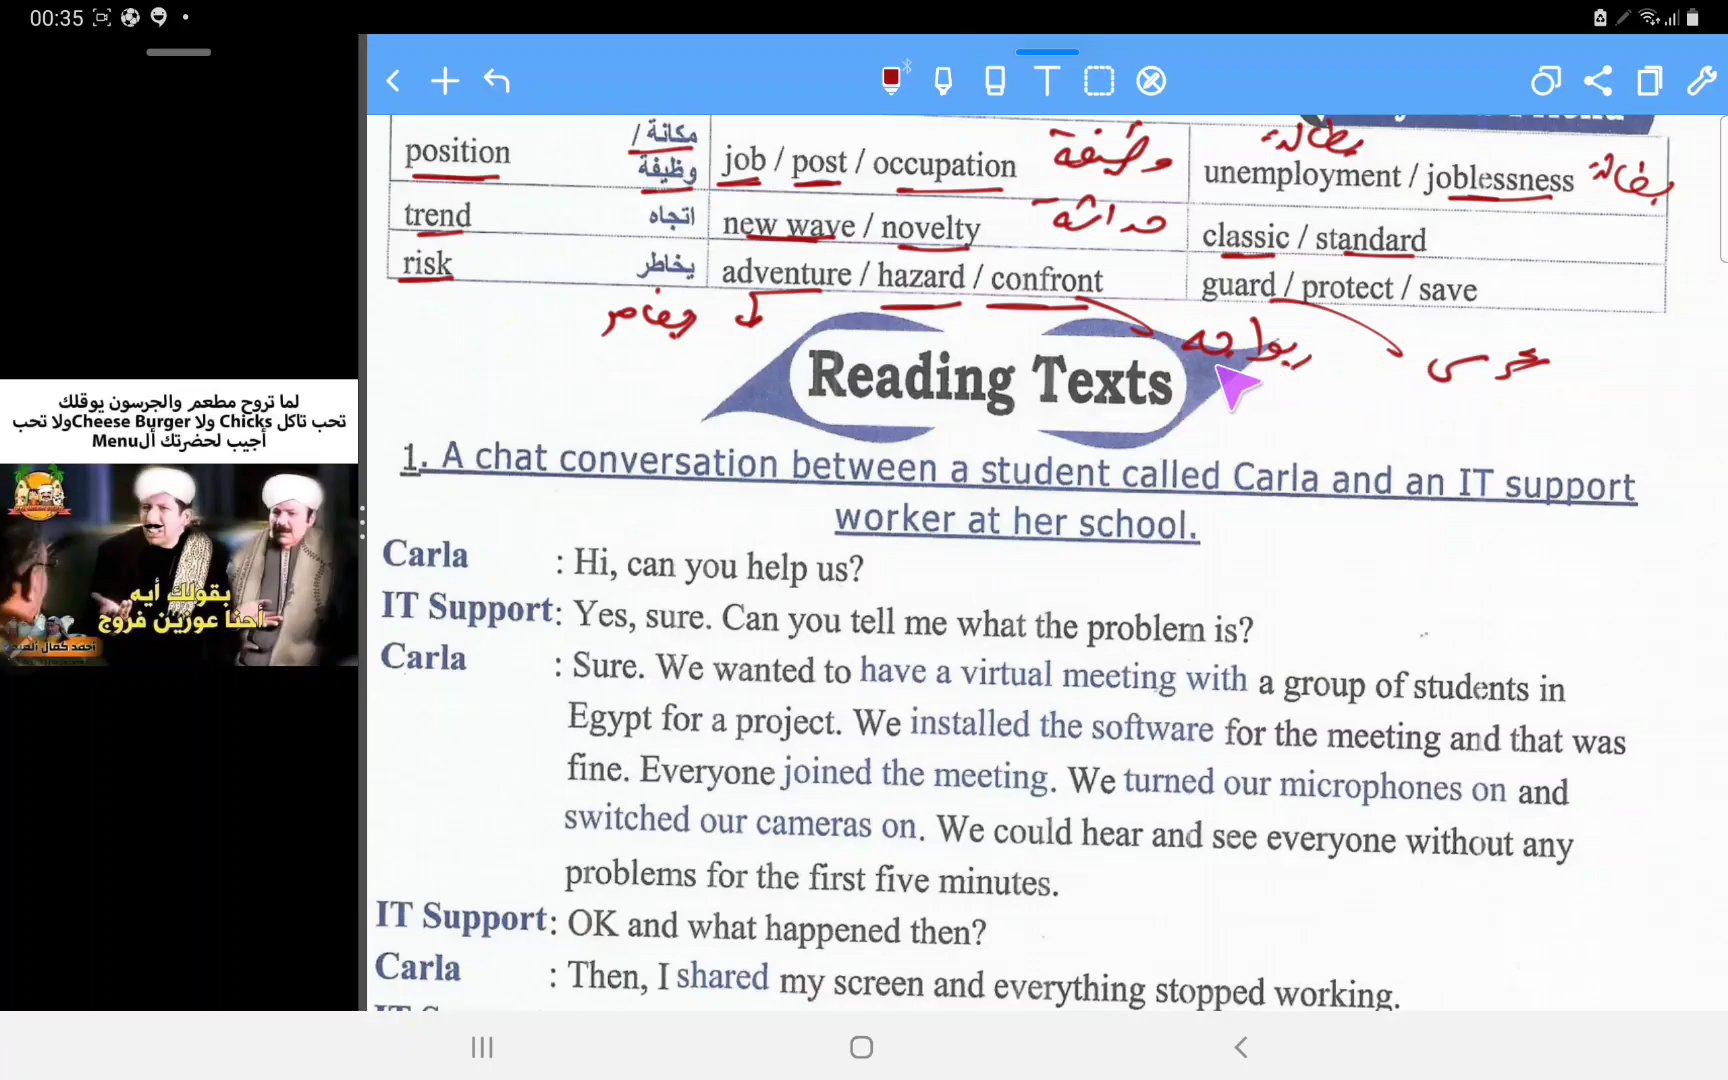 00:35
position مكانة / وظيفة job / post / occupation وظيفة unemployment / joblessness بطالة
trend اتجاه new wave / novelty حداثة classic / standard
risk يخاطر adventure / hazard / confront guard / protect / save
يواجه
Reading Texts
1. A chat conversation between a student called Carla and an IT support
worker at her school.
Carla : Hi, can you help us?
IT Support: Yes, sure. Can you tell me what the problem is?
Carla : Sure. We wanted to have a virtual meeting with a group of students in
Egypt for a project. We installed the software for the meeting and that was
fine. Everyone joined the meeting. We turned our microphones on and
switched our cameras on. We could hear and see everyone without any
problems for the first five minutes.
IT Support: OK and what happened then?
Carla : Then, I shared my screen and everything stopped working.
لما تروح مطعم والجرسون يوقلك
تحب تاكل Chicks ولا Cheese Burger ولا تحب
أجيب لحضرتك ألMenu
بقولك أيه
أحنا عوزين فروج